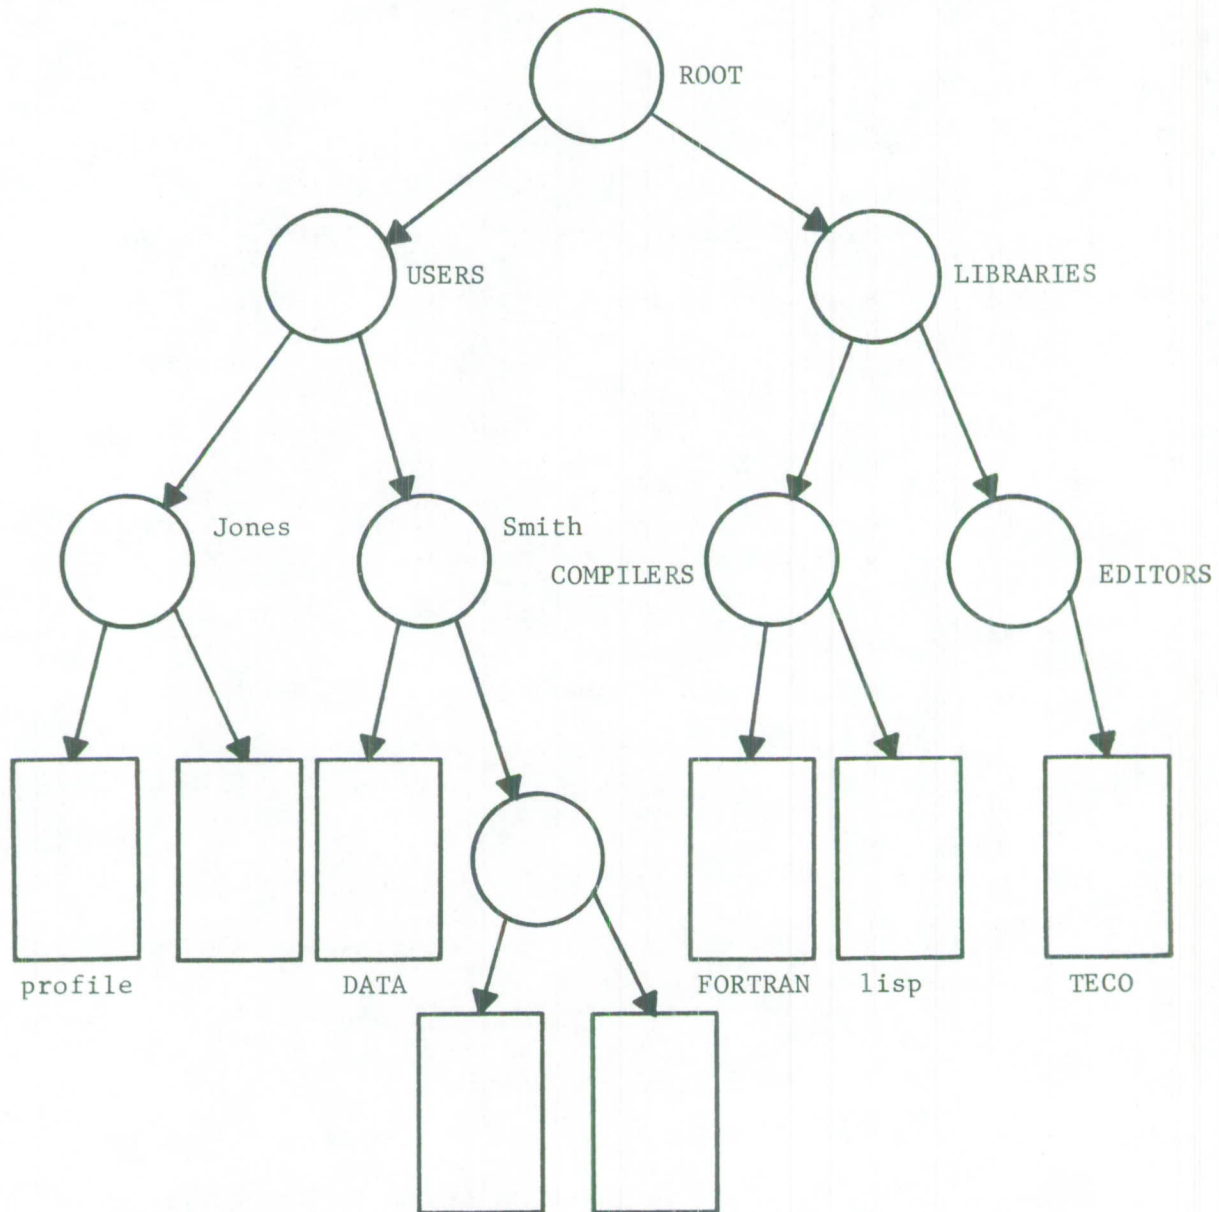 ROOT
USERS
LIBRARIES
Jones
Smith
COMPILERS
EDITORS
profile
DATA
FORTRAN
lisp
TECO